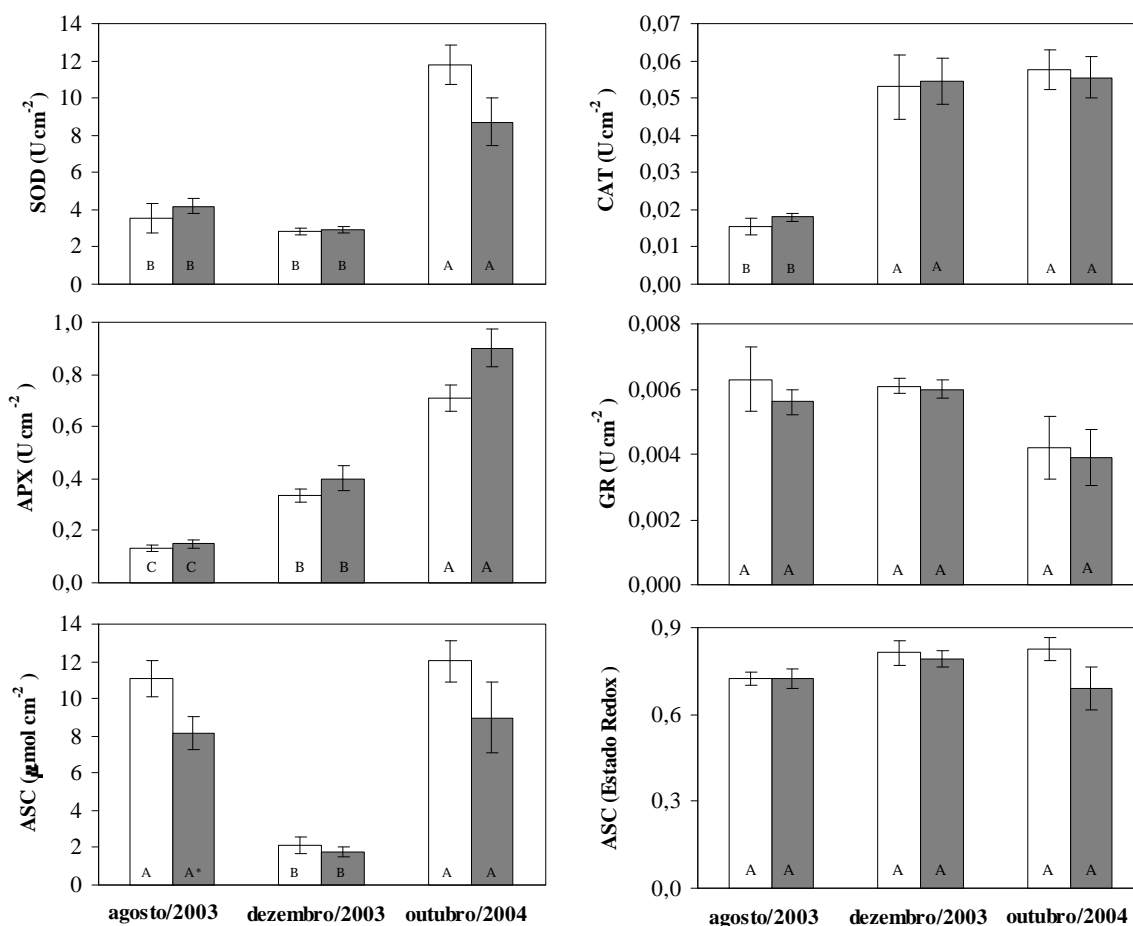 14
12
10
8
6
4
2
0
SOD (U cm-2)
B B B B A A
0,07
0,06
0,05
0,04
0,03
0,02
0,01
0,00
CAT (U cm-2)
B B A A A A
1,0
0,8
0,6
0,4
0,2
0,0
APX (U cm-2)
C C B B A A
0,008
0,006
0,004
0,002
0,000
GR (U cm-2)
A A A A A A
14
12
10
8
6
4
2
0
ASC (µmol cm-2)
A A* B B A A
agosto/2003 dezembro/2003 outubro/2004
0,9
0,6
0,3
0,0
ASC (Estado Redox)
A A A A A A
agosto/2003 dezembro/2003 outubro/2004